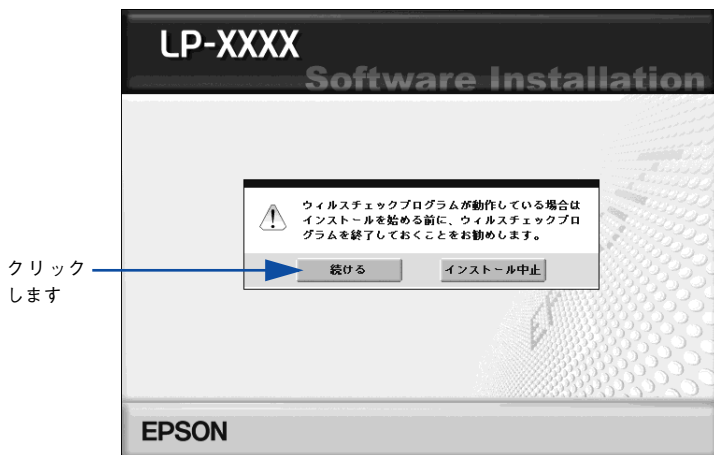 LP-XXXX
Software Installation
ウィルスチェックプログラムが動作している場合は
インストールを始める前に、ウィルスチェックプロ
グラムを終了しておくことをお勧めします。
クリック
します
続ける
インストール中止
EPSON